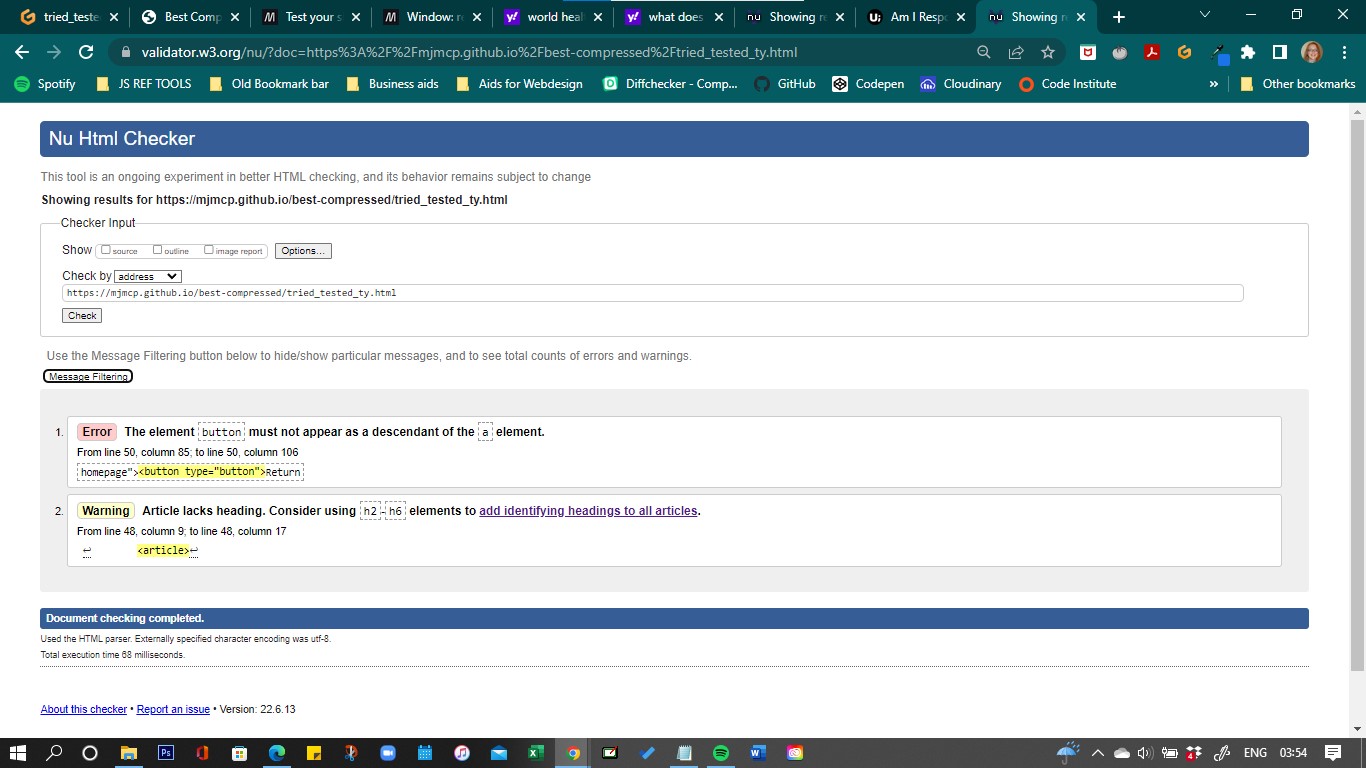 tried_teste
Best Comp
Test your s
Window: re
world heal
what does
Showing re
Am I Resp
Showing re
validator.w3.org/nu/?doc=https%3A%2F%2Fmjmcp.github.io%2Fbest-compressed%2Ftried_tested_ty.html
Spotify
JS REF TOOLS
Old Bookmark bar
Business aids
Aids for Webdesign
Diffchecker - Comp...
GitHub
Codepen
Cloudinary
Code Institute
»
Other bookmarks
Nu Html Checker
This tool is an ongoing experiment in better HTML checking, and its behavior remains subject to change
Showing results for https://mjmcp.github.io/best-compressed/tried_tested_ty.html
Checker Input
Show source outline image report Options...
Check by address
https://mjmcp.github.io/best-compressed/tried_tested_ty.html
Check
Use the Message Filtering button below to hide/show particular messages, and to see total counts of errors and warnings.
Message Filtering
1. Error The element button must not appear as a descendant of the a element.
From line 50, column 85; to line 50, column 106
homepage"><button type="button">Return
2. Warning Article lacks heading. Consider using h2-h6 elements to add identifying headings to all articles.
From line 48, column 9; to line 48, column 17
↩ <article>↩
Document checking completed.
Used the HTML parser. Externally specified character encoding was utf-8.
Total execution time 68 milliseconds.
About this checker • Report an issue • Version: 22.6.13
ENG 03:54